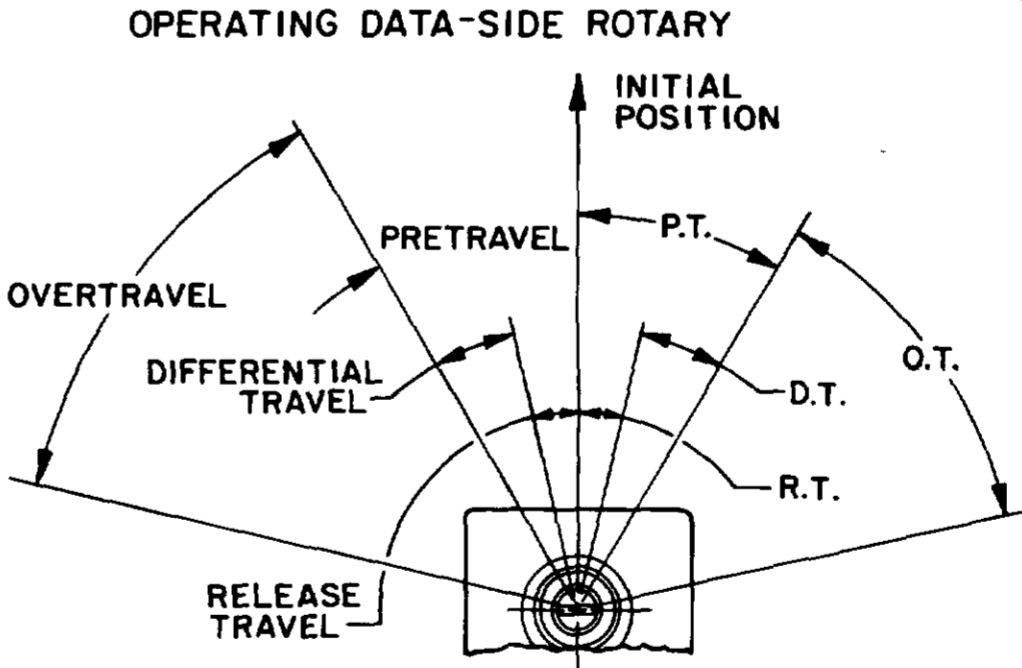 OPERATING DATA-SIDE ROTARY
INITIAL
POSITION
PRETRAVEL
P.T.
OVERTRAVEL
O.T.
DIFFERENTIAL
TRAVEL
D.T.
R.T.
RELEASE
TRAVEL